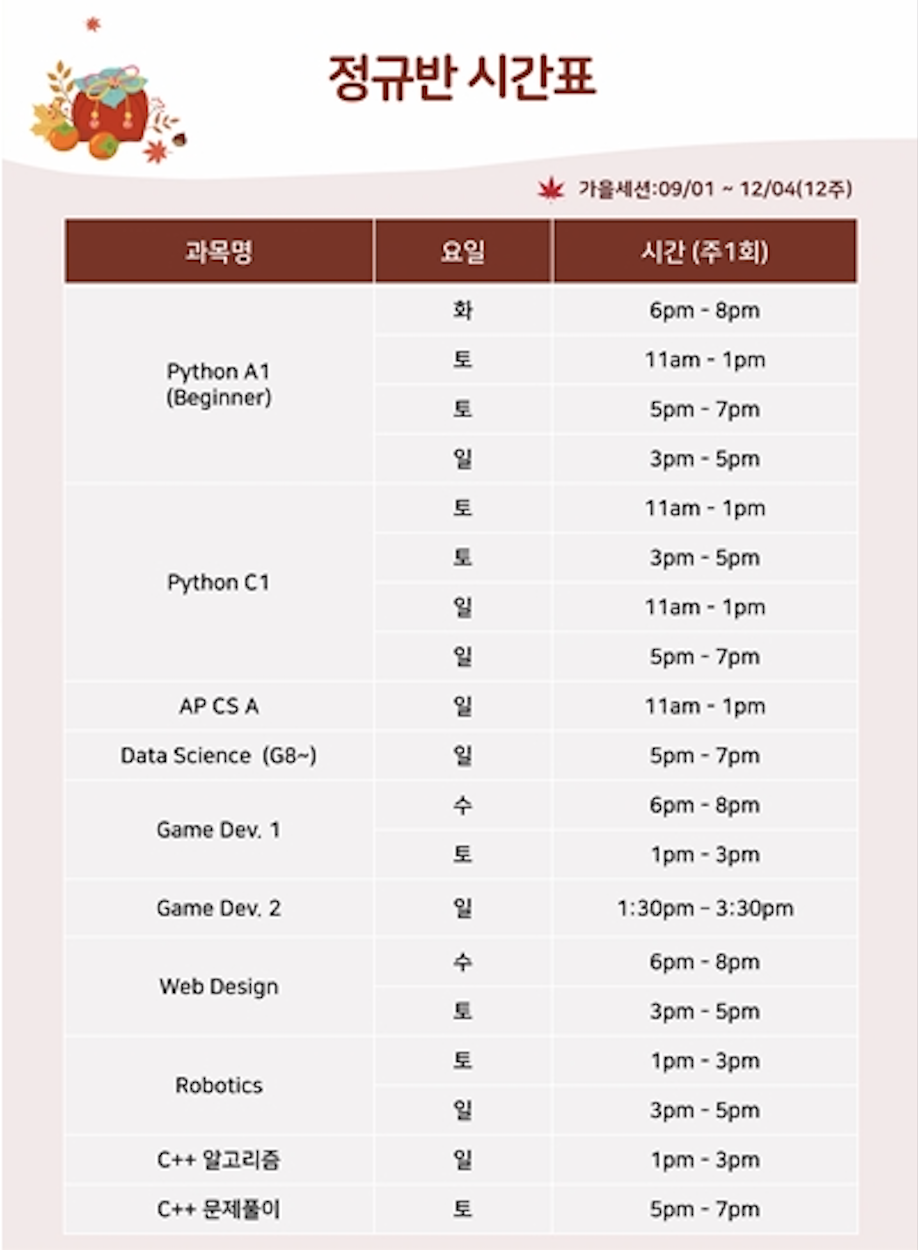 정규반 시간표
가을세션:09/01 ~ 12/04(12주)
과목명 요일 시간 (주1회)
Python A1
(Beginner)
화 6pm - 8pm
토 11am - 1pm
토 5pm - 7pm
일 3pm - 5pm
Python C1
토 11am - 1pm
토 3pm - 5pm
일 11am - 1pm
일 5pm - 7pm
AP CS A 일 11am - 1pm
Data Science (G8~) 일 5pm - 7pm
Game Dev. 1
수 6pm - 8pm
토 1pm - 3pm
Game Dev. 2 일 1:30pm – 3:30pm
Web Design
수 6pm - 8pm
토 3pm - 5pm
Robotics
토 1pm - 3pm
일 3pm - 5pm
C++ 알고리즘 일 1pm - 3pm
C++ 문제풀이 토 5pm - 7pm